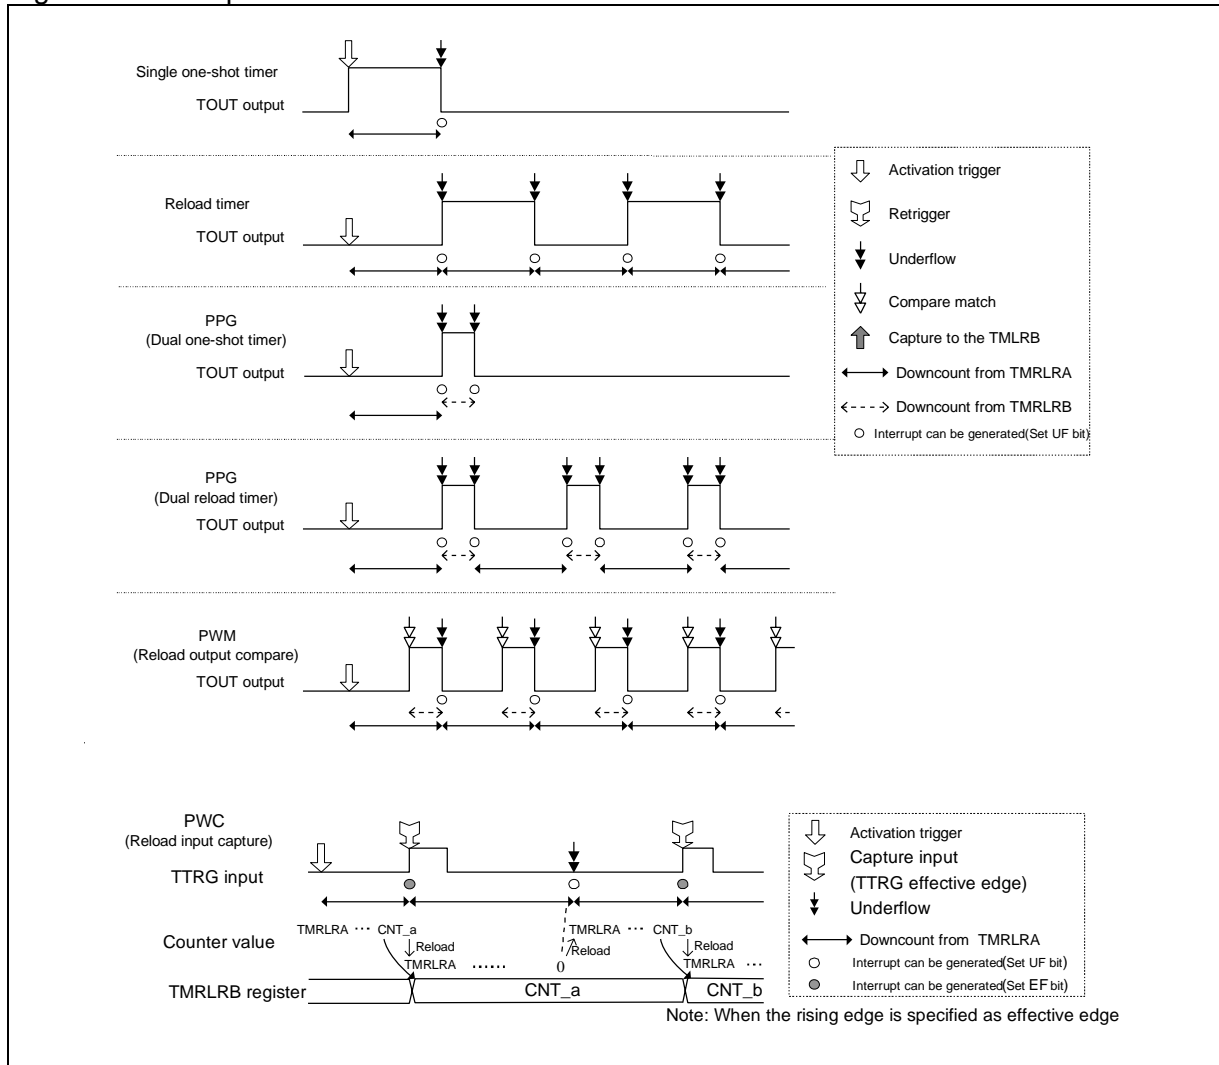 Single one-shot timer
TOUT output
Reload timer
TOUT output
PPG
(Dual one-shot timer)
TOUT output
PPG
(Dual reload timer)
TOUT output
PWM
(Reload output compare)
TOUT output
Activation trigger
Retrigger
Underflow
Compare match
Capture to the TMLRB
Downcount from TMRLRA
Downcount from TMRLRB
Interrupt can be generated(Set UF bit)
PWC
(Reload input capture)
TTRG input
Counter value
TMRLRA ··· CNT_a
Reload
TMRLRA ······
0
Reload
TMRLRA ··· CNT_b
Reload
TMRLRA ···
TMRLRB register
CNT_a
CNT_b
Activation trigger
Capture input
(TTRG effective edge)
Underflow
Downcount from TMRLRA
Interrupt can be generated(Set UF bit)
Interrupt can be generated(Set EF bit)
Note: When the rising edge is specified as effective edge